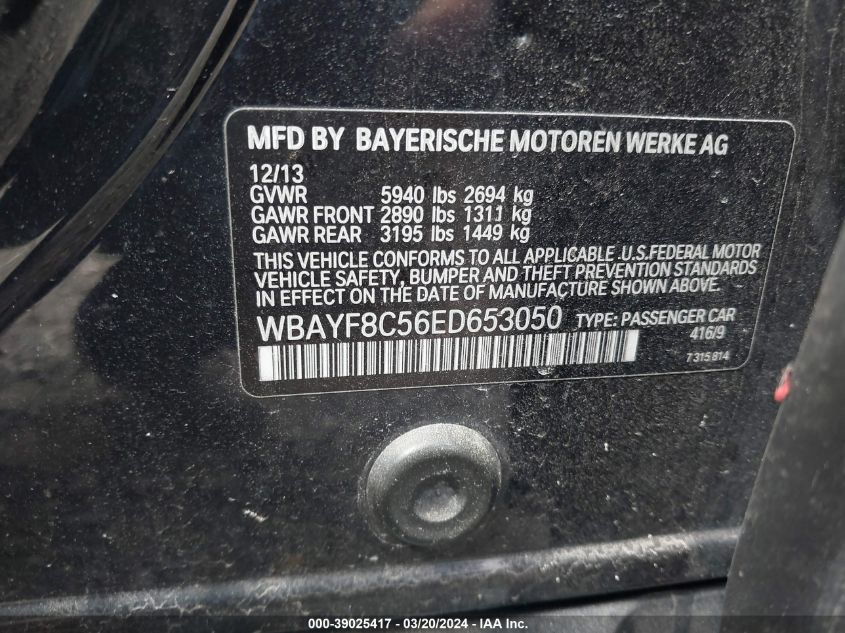 MFD BY BAYERISCHE MOTOREN WERKE AG
12/13
GVWR 5940 lbs 2694 kg
GAWR FRONT 2890 lbs 1311 kg
GAWR REAR 3195 lbs 1449 kg
THIS VEHICLE CONFORMS TO ALL APPLICABLE .U.S.FEDERAL MOTOR
VEHICLE SAFETY, BUMPER AND THEFT PREVENTION STANDARDS
IN EFFECT ON THE DATE OF MANUFACTURE SHOWN ABOVE.
WBAYF8C56ED653050 TYPE: PASSENGER CAR
416/9
7 315 814
000-39025417 - 03/20/2024 - IAA Inc.